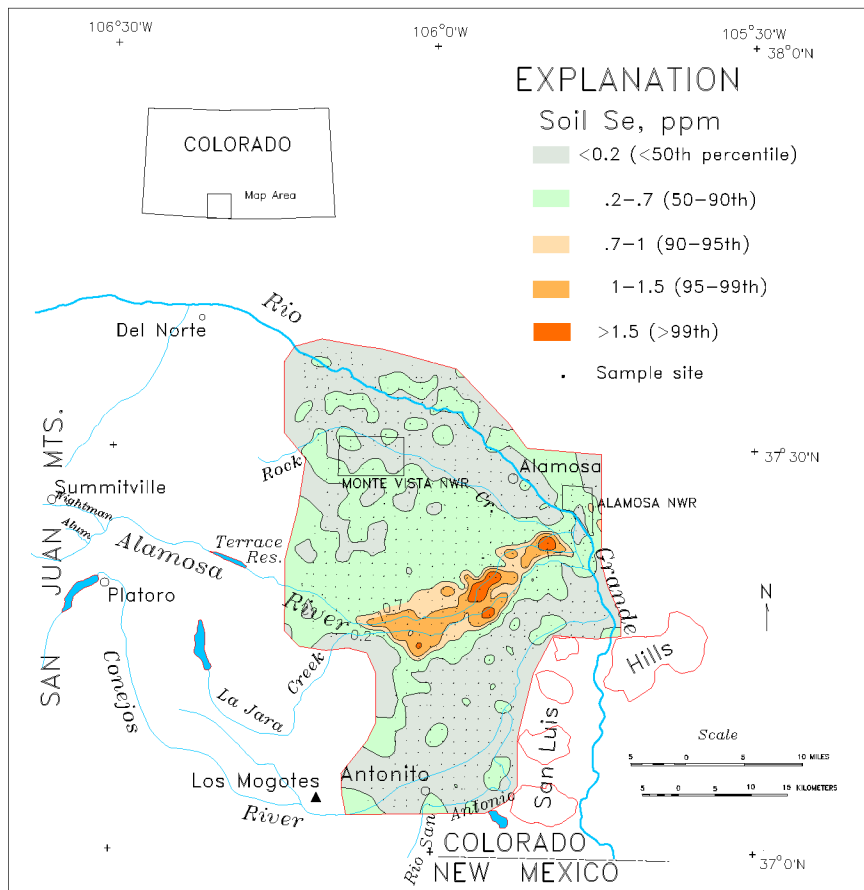 106°30'W
106°0'W
105°30'W
38°0'N
EXPLANATION
Soil Se, ppm
<0.2 (<50th percentile)
.2-.7 (50-90th)
.7-1 (90-95th)
1-1.5 (95-99th)
>1.5 (>99th)
. Sample site
COLORADO
Map Area
Rio
Del Norte
SAN JUAN MTS.
Rock
Cr.
MONTE VISTA NWR
Alamosa
37°30'N
ALAMOSA NWR
Summitville
Wightman
Alum
Alamosa
Terrace
Res.
River
Grande
Platoro
0.7
0.2
N
Conejos
Creek
La Jara
Hills
San Luis
Scale
5 0 5 10 MILES
5 0 5 10 15 KILOMETERS
Los Mogotes
Antonito
River
Rio San
Antonio
COLORADO
NEW MEXICO
37°0'N